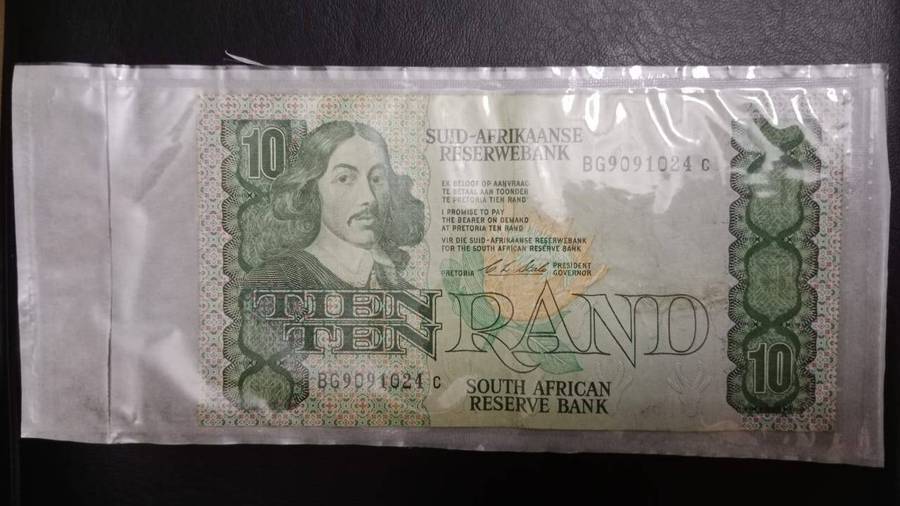 10
SUID-AFRIKAANSE
RESERWEBANK
BG9091024 C
EK BELOOF OP AANVRAAG
TE BETAAL AAN TOONDER
TE PRETORIA TIEN RAND
I PROMISE TO PAY
THE BEARER ON DEMAND
AT PRETORIA TEN RAND
VIR DIE SUID-AFRIKAANSE RESERWEBANK
FOR THE SOUTH AFRICAN RESERVE BANK
PRETORIA
PRESIDENT
GOVERNOR
TIEN
TEN
RAND
10
BG9091024 C
SOUTH AFRICAN
RESERVE BANK